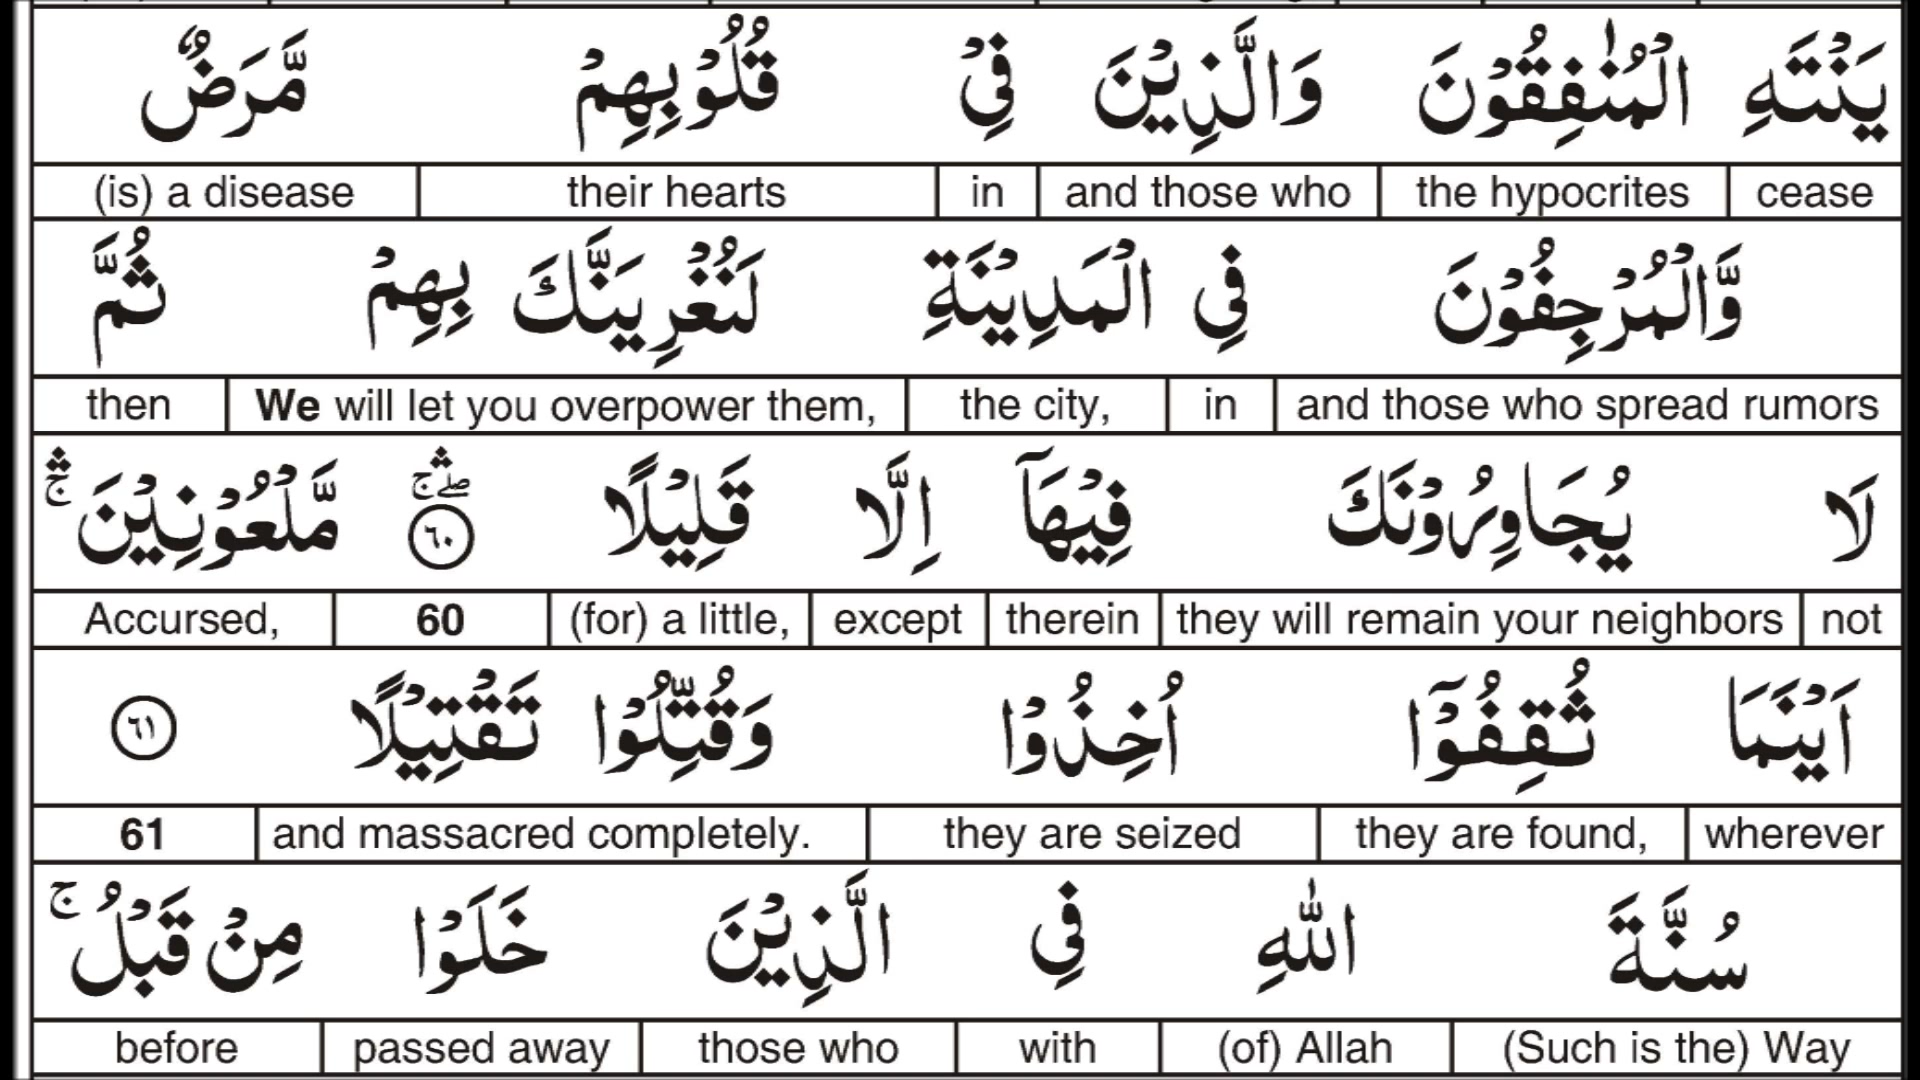 يَنْتَهِ الْمُنٰفِقُوْنَ وَالَّذِيْنَ فِيْ قُلُوْبِهِمْ مَّرَضٌ
(is) a disease | their hearts | in | and those who | the hypocrites | cease
وَّالْمُرْجِفُوْنَ فِي الْمَدِيْنَةِ لَنُغْرِيَنَّكَ بِهِمْ ثُمَّ
then | We will let you overpower them, | the city, | in | and those who spread rumors
لَا يُجَاوِرُوْنَكَ فِيْهَآ اِلَّا قَلِيْلًا ۛۚۖ ٦٠ مَّلْعُوْنِيْنَ ۛۚ
Accursed, | 60 | (for) a little, | except | therein | they will remain your neighbors | not
اَيْنَمَا ثُقِفُوْٓا اُخِذُوْا وَقُتِّلُوْا تَقْتِيْلًا ٦١
61 | and massacred completely. | they are seized | they are found, | wherever
سُنَّةَ اللّٰهِ فِي الَّذِيْنَ خَلَوْا مِنْ قَبْلُ ۚ
before | passed away | those who | with | (of) Allah | (Such is the) Way